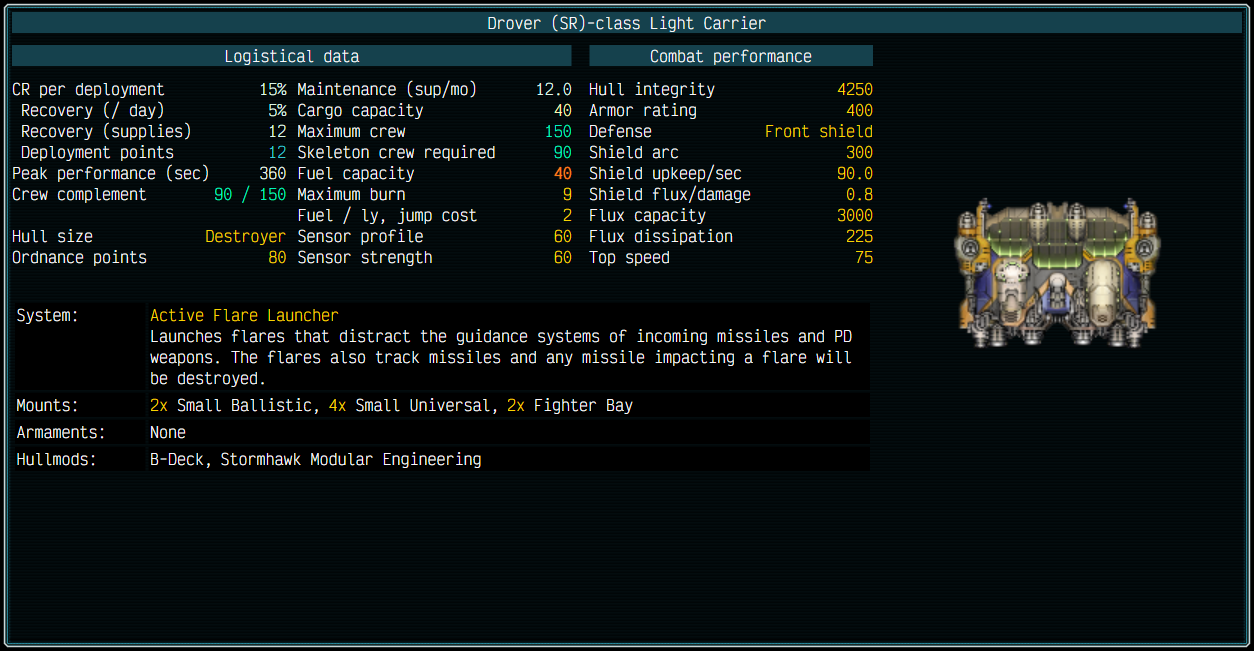 Drover (SR)-class Light Carrier
Logistical data
Combat performance
CR per deployment 15% Maintenance (sup/mo) 12.0 Hull integrity 4250
Recovery (/ day) 5% Cargo capacity 40 Armor rating 400
Recovery (supplies) 12 Maximum crew 150 Defense Front shield
Deployment points 12 Skeleton crew required 90 Shield arc 300
Peak performance (sec) 360 Fuel capacity 40 Shield upkeep/sec 90.0
Crew complement 90 / 150 Maximum burn 9 Shield flux/damage 0.8
Fuel / ly, jump cost 2 Flux capacity 3000
Hull size Destroyer Sensor profile 60 Flux dissipation 225
Ordnance points 80 Sensor strength 60 Top speed 75
System: Active Flare Launcher
Launches flares that distract the guidance systems of incoming missiles and PD
weapons. The flares also track missiles and any missile impacting a flare will
be destroyed.
Mounts: 2x Small Ballistic, 4x Small Universal, 2x Fighter Bay
Armaments: None
Hullmods: B-Deck, Stormhawk Modular Engineering